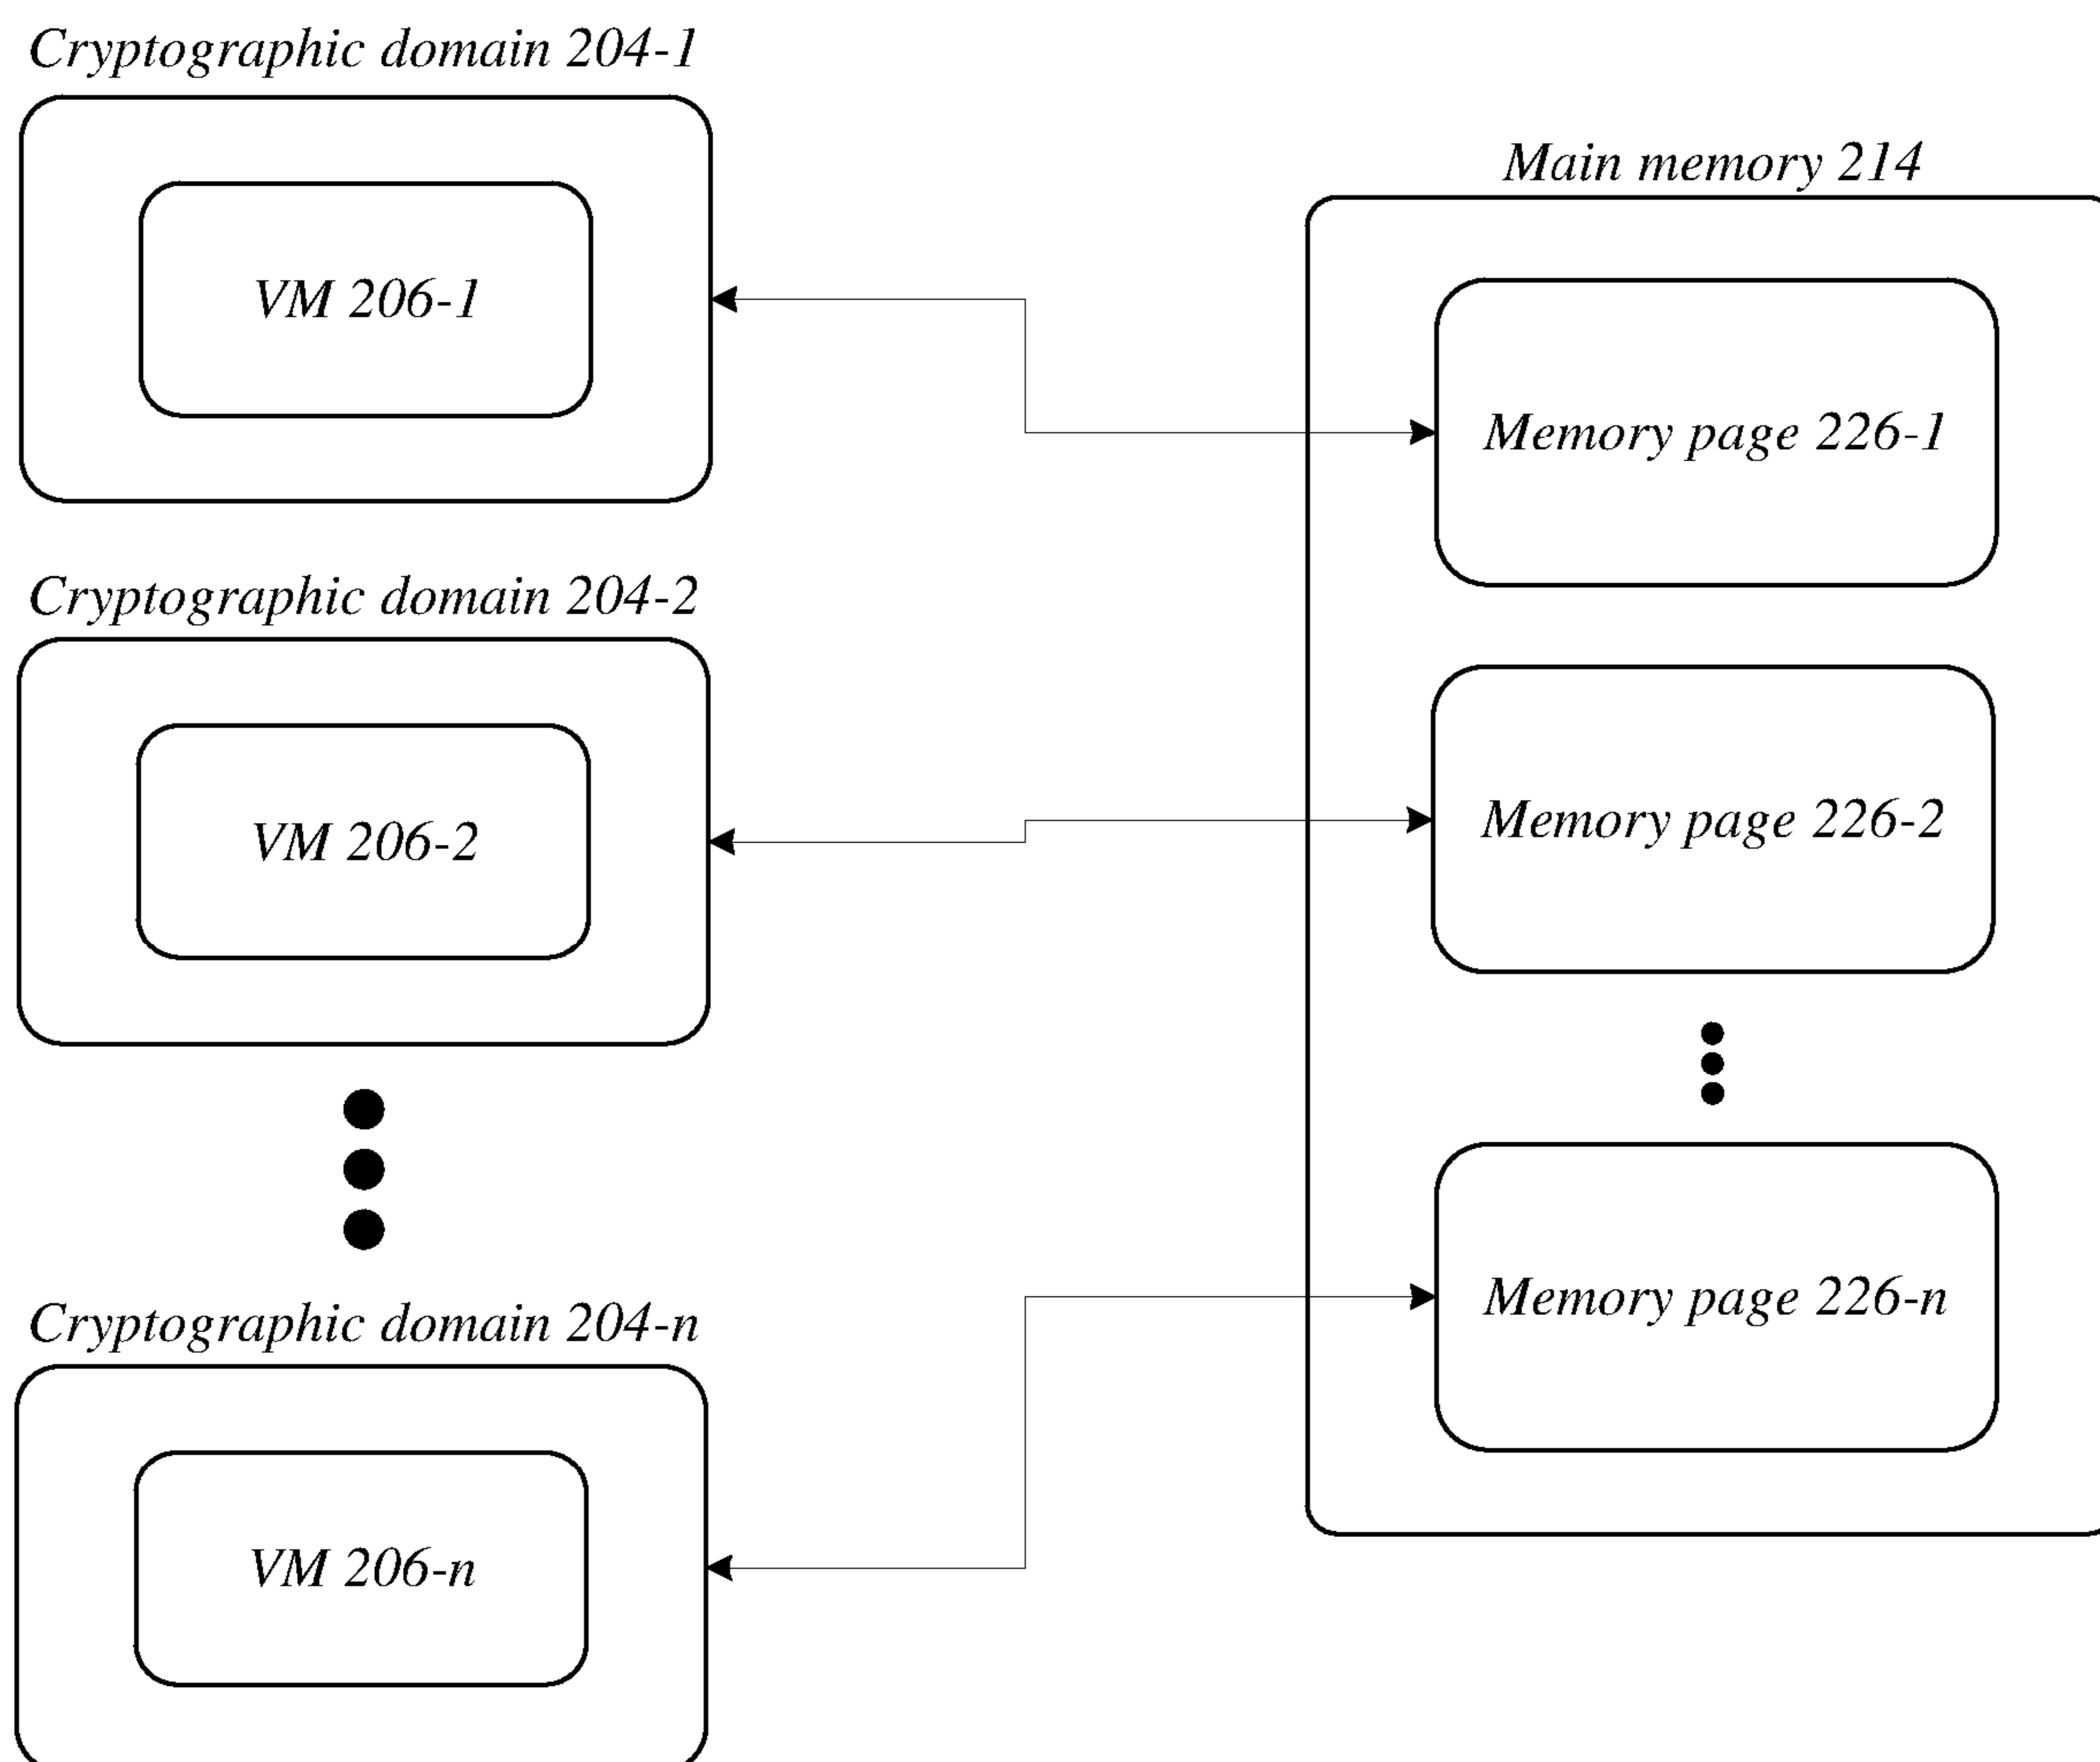 Cryptographic domain 204-1
VM 206-1
Cryptographic domain 204-2
VM 206-2
Cryptographic domain 204-n
VM 206-n
Main memory 214
Memory page 226-1
Memory page 226-2
Memory page 226-n